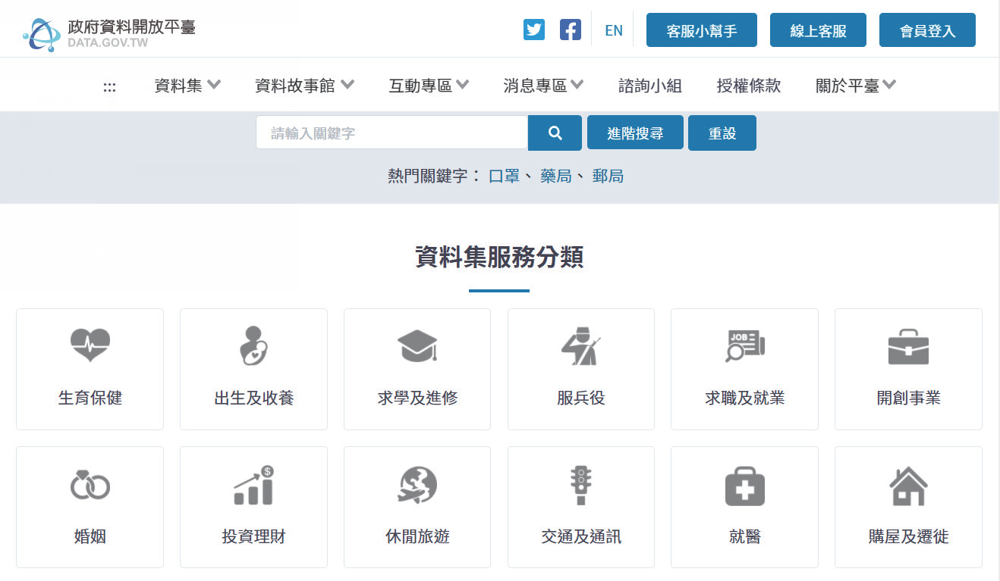 政府資料開放平臺
DATA.GOV.TW
EN
客服小幫手
線上客服
會員登入
:::
資料集
資料故事館
互動專區
消息專區
諮詢小組
授權條款
關於平臺
請輸入關鍵字
進階搜尋
重設
熱門關鍵字： 口罩、 藥局、 郵局
資料集服務分類
JOB
生育保健
出生及收養
求學及進修
服兵役
求職及就業
開創事業
$
婚姻
投資理財
休閒旅遊
交通及通訊
就醫
購屋及遷徙